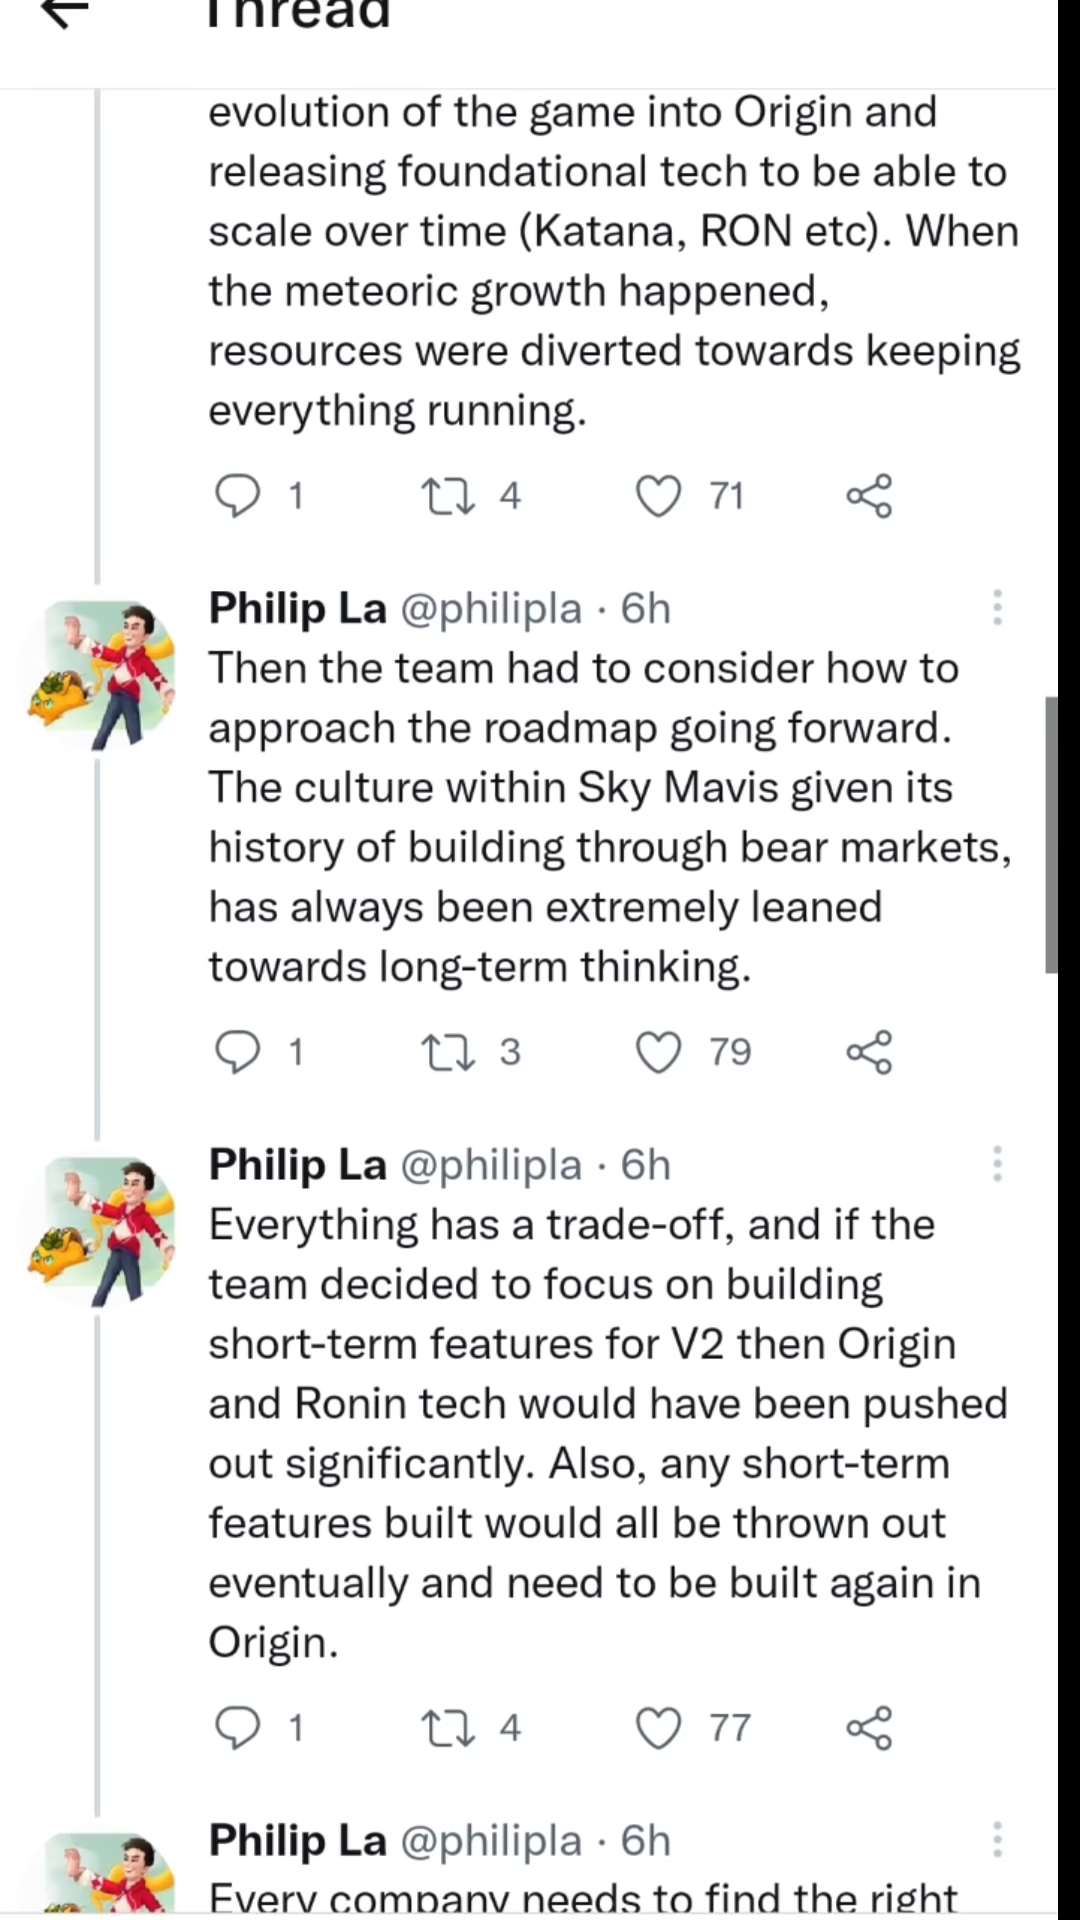 Thread
evolution of the game into Origin and
releasing foundational tech to be able to
scale over time (Katana, RON etc). When
the meteoric growth happened,
resources were diverted towards keeping
everything running.
1 4 71
Philip La @philipla · 6h
Then the team had to consider how to
approach the roadmap going forward.
The culture within Sky Mavis given its
history of building through bear markets,
has always been extremely leaned
towards long-term thinking.
1 3 79
Philip La @philipla · 6h
Everything has a trade-off, and if the
team decided to focus on building
short-term features for V2 then Origin
and Ronin tech would have been pushed
out significantly. Also, any short-term
features built would all be thrown out
eventually and need to be built again in
Origin.
1 4 77
Philip La @philipla · 6h
Every company needs to find the right